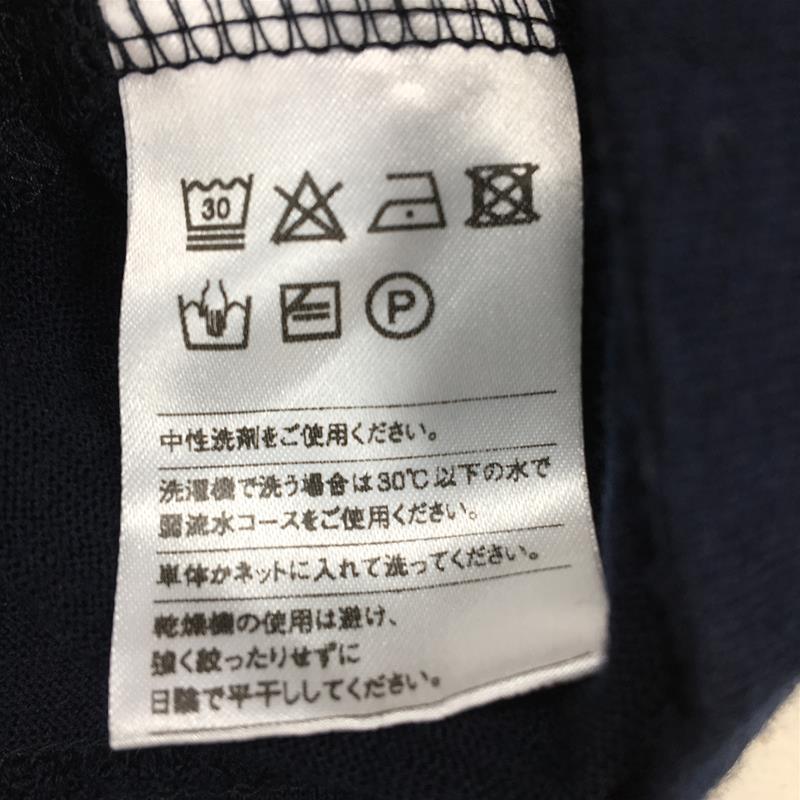 30
P
中性洗剤をご使用ください。
洗濯機で洗う場合は30℃以下の水で
弱流水コースをご使用ください。
単体かネットに入れて洗ってください。
乾燥機の使用は避け、
強く絞ったりせずに
日陰で平干ししてください。